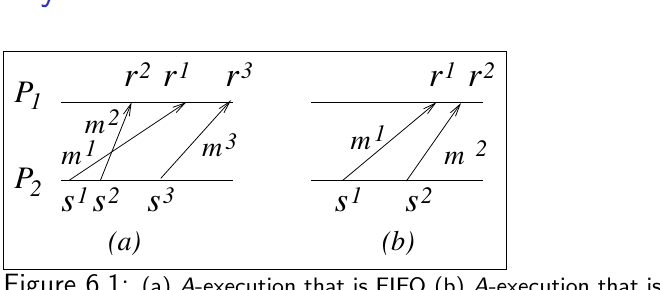 r² r¹ r³ r¹ r²
P₁
m²
m¹ m³ m¹ m ²
P₂
s¹ s² s³ s¹ s²
(a) (b)
Figure 6.1: (a) A-execution that is FIFO (b) A-execution that is